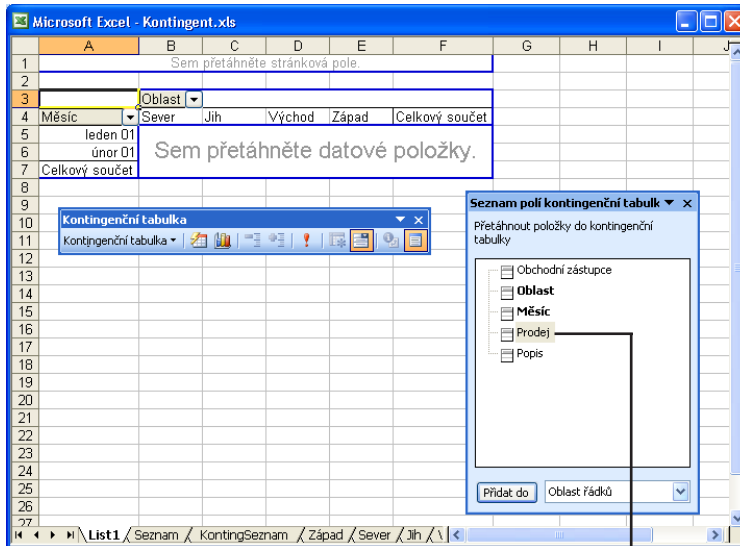 Microsoft Excel - Kontingent.xls
A B C D E F G H I J
1 Sem přetáhněte stránková pole.
2
3 Oblast
4 Měsíc Sever Jih Východ Západ Celkový součet
5 leden 01
6 únor 01
Sem přetáhněte datové položky.
7 Celkový součet
8
9
10
11
12
13
14
15
16
17
18
19
20
21
22
23
24
25
26
27
Kontingenční tabulka
Kontingenční tabulka
Seznam polí kontingenční tabulk
Přetáhnout položky do kontingenční
tabulky
Obchodní zástupce
Oblast
Měsíc
Prodej
Popis
Přidat do Oblast řádků
List1 Seznam KontingSeznam Západ Sever Jih